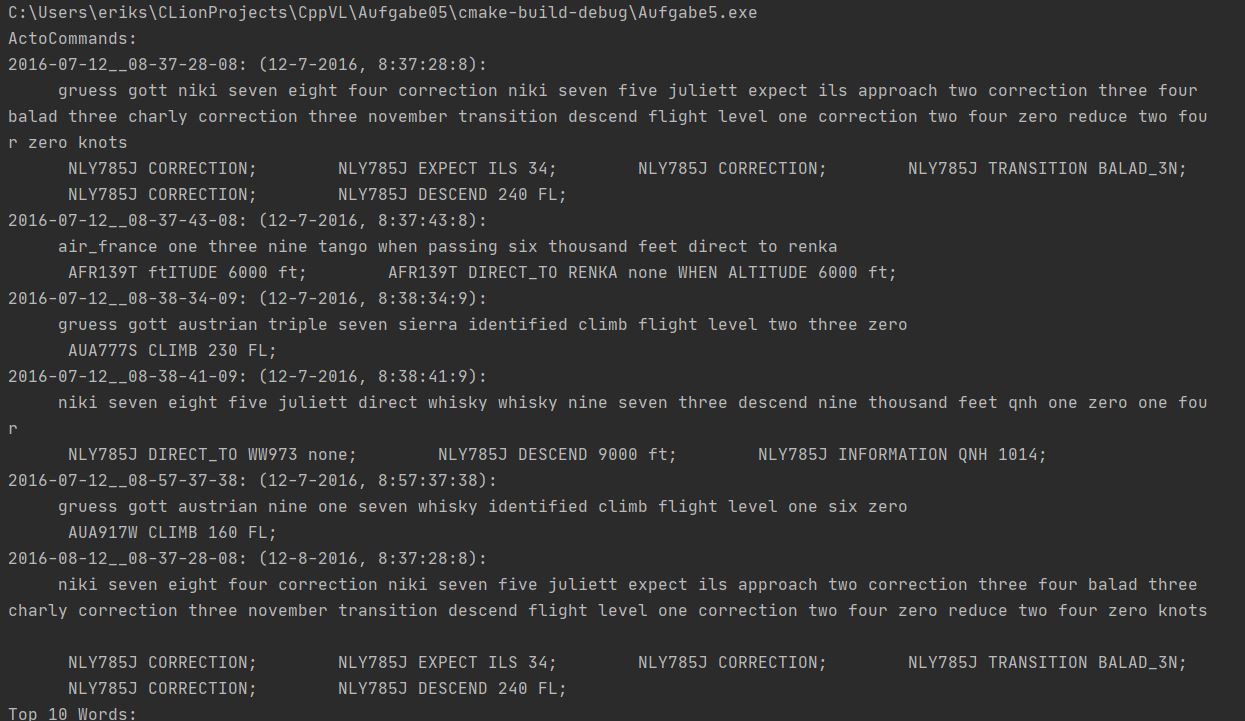 C:\Users\eriks\CLionProjects\CppVL\Aufgabe05\cmake-build-debug\Aufgabe5.exe
ActoCommands:
2016-07-12__08-37-28-08: (12-7-2016, 8:37:28:8):
gruess gott niki seven eight four correction niki seven five juliett expect ils approach two correction three four
balad three charly correction three november transition descend flight level one correction two four zero reduce two fou
r zero knots
NLY785J CORRECTION;        NLY785J EXPECT ILS 34;        NLY785J CORRECTION;        NLY785J TRANSITION BALAD_3N;
NLY785J CORRECTION;        NLY785J DESCEND 240 FL;
2016-07-12__08-37-43-08: (12-7-2016, 8:37:43:8):
air_france one three nine tango when passing six thousand feet direct to renka
AFR139T ftITUDE 6000 ft;        AFR139T DIRECT_TO RENKA none WHEN ALTITUDE 6000 ft;
2016-07-12__08-38-34-09: (12-7-2016, 8:38:34:9):
gruess gott austrian triple seven sierra identified climb flight level two three zero
AUA777S CLIMB 230 FL;
2016-07-12__08-38-41-09: (12-7-2016, 8:38:41:9):
niki seven eight five juliett direct whisky whisky nine seven three descend nine thousand feet qnh one zero one fou
r
NLY785J DIRECT_TO WW973 none;        NLY785J DESCEND 9000 ft;        NLY785J INFORMATION QNH 1014;
2016-07-12__08-57-37-38: (12-7-2016, 8:57:37:38):
gruess gott austrian nine one seven whisky identified climb flight level one six zero
AUA917W CLIMB 160 FL;
2016-08-12__08-37-28-08: (12-8-2016, 8:37:28:8):
niki seven eight four correction niki seven five juliett expect ils approach two correction three four balad three
charly correction three november transition descend flight level one correction two four zero reduce two four zero knots
NLY785J CORRECTION;        NLY785J EXPECT ILS 34;        NLY785J CORRECTION;        NLY785J TRANSITION BALAD_3N;
NLY785J CORRECTION;        NLY785J DESCEND 240 FL;
Top 10 Words: